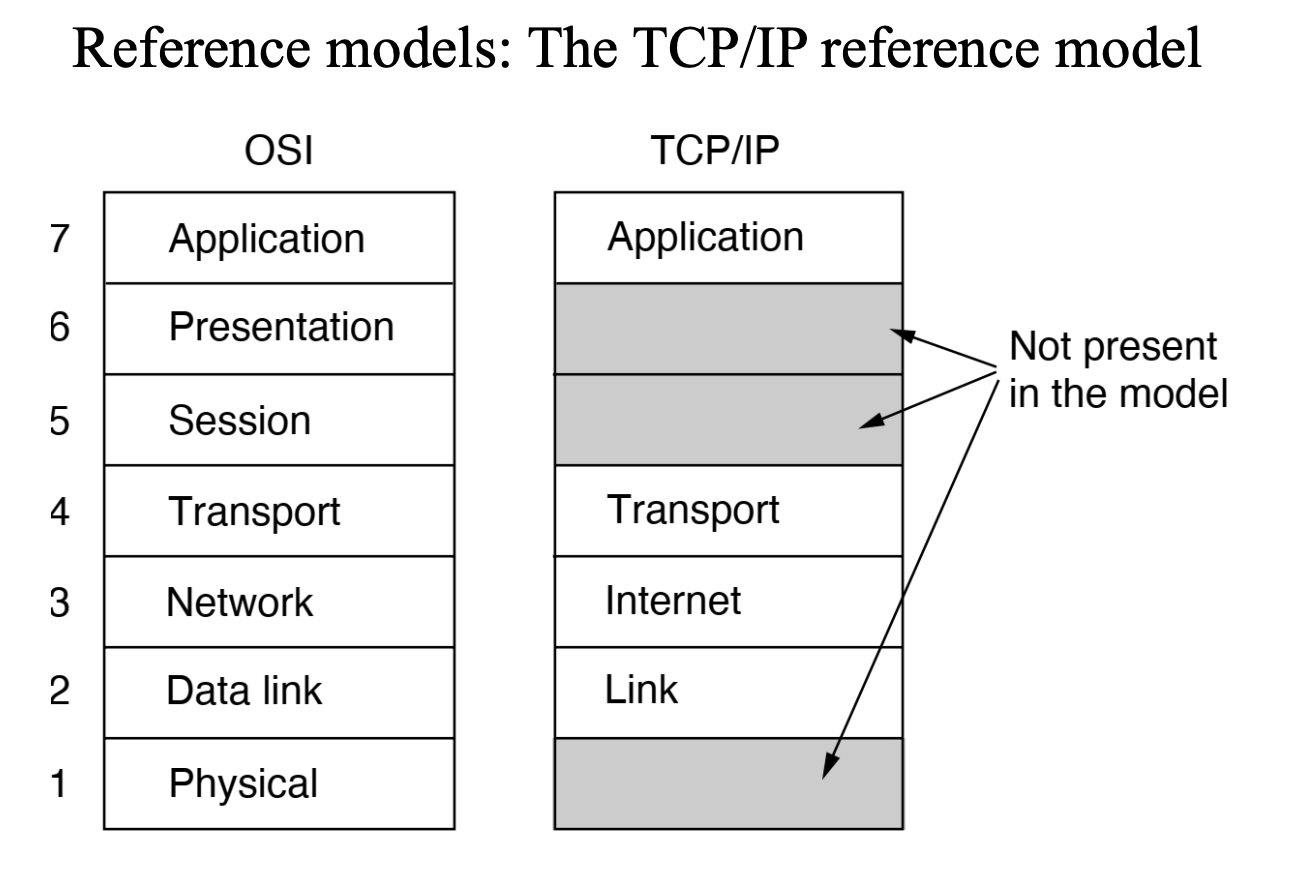 Reference models: The TCP/IP reference model
OSI
TCP/IP
7
Application
Application
6
Presentation
5
Session
Not present
in the model
4
Transport
Transport
3
Network
Internet
2
Data link
Link
1
Physical